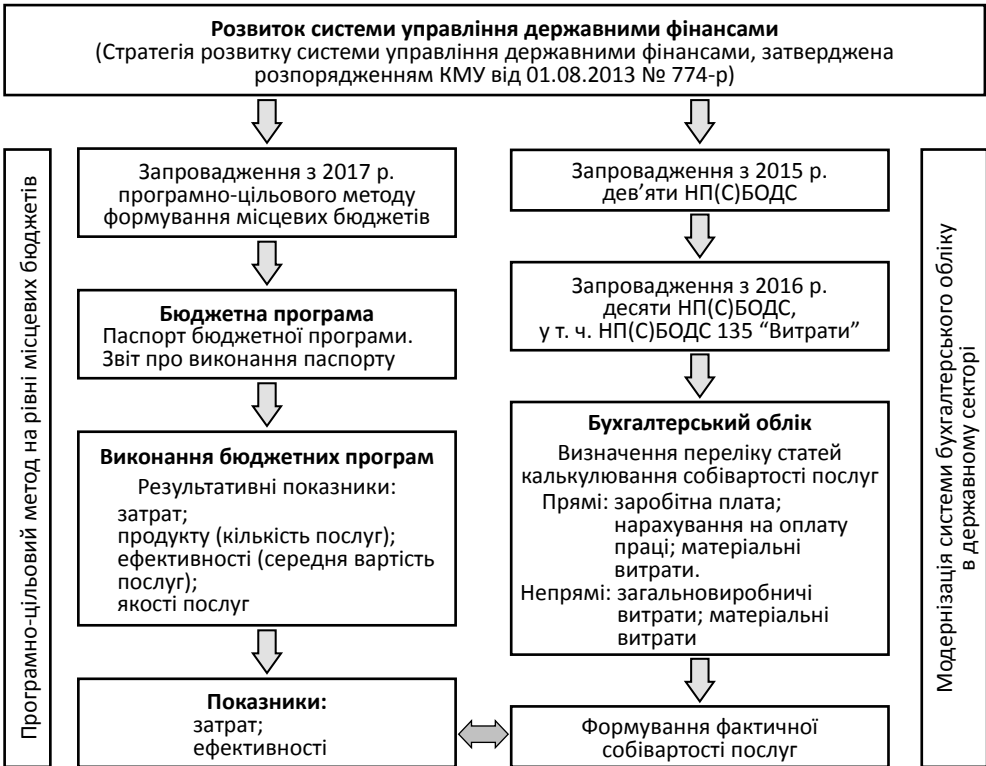 Розвиток системи управління державними фінансами
(Стратегія розвитку системи управління державними фінансами, затверджена
розпорядженням КМУ від 01.08.2013 № 774-р)
Програмно-цільовий метод на рівні місцевих бюджетів
Запровадження з 2017 р.
програмно-цільового методу
формування місцевих бюджетів
Бюджетна програма
Паспорт бюджетної програми.
Звіт про виконання паспорту
Виконання бюджетних програм
Результативні показники:
затрат;
продукту (кількість послуг);
ефективності (середня вартість
послуг);
якості послуг
Показники:
затрат;
ефективності
Запровадження з 2015 р.
дев’яти НП(С)БОДС
Запровадження з 2016 р.
десяти НП(С)БОДС,
у т. ч. НП(С)БОДС 135 “Витрати”
Бухгалтерський облік
Визначення переліку статей
калькулювання собівартості послуг
Прямі: заробітна плата;
нарахування на оплату
праці; матеріальні
витрати.
Непрямі: загальновиробничі
витрати; матеріальні
витрати
Формування фактичної
собівартості послуг
Модернізація системи бухгалтерського обліку
в державному секторі